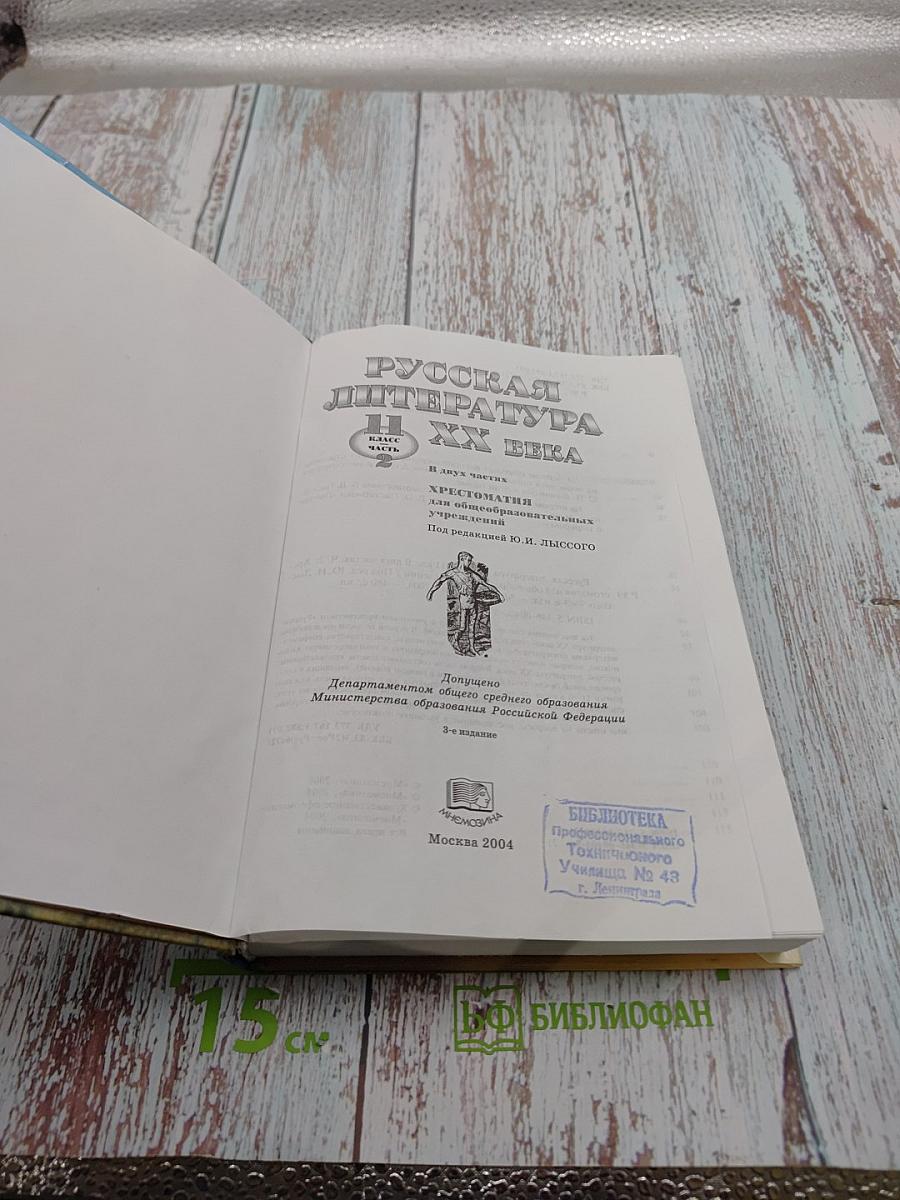 РУССКАЯ
ЛИТЕРАТУРА
XX ВЕКА
11
КЛАСС
ЧАСТЬ
2
В двух частях
ХРЕСТОМАТИЯ
для общеобразовательных
учреждений
Под редакцией Ю.И. ЛЫССОГО
Допущено
Департаментом общего среднего образования
Министерства образования Российской Федерации
3-е издание
МНЕМОЗИНА
Москва 2004
БИБЛИОТЕКА
Профессионального
Технического
Училища № 43
г. Ленинграда
15 см
БФ БИБЛИОФАН